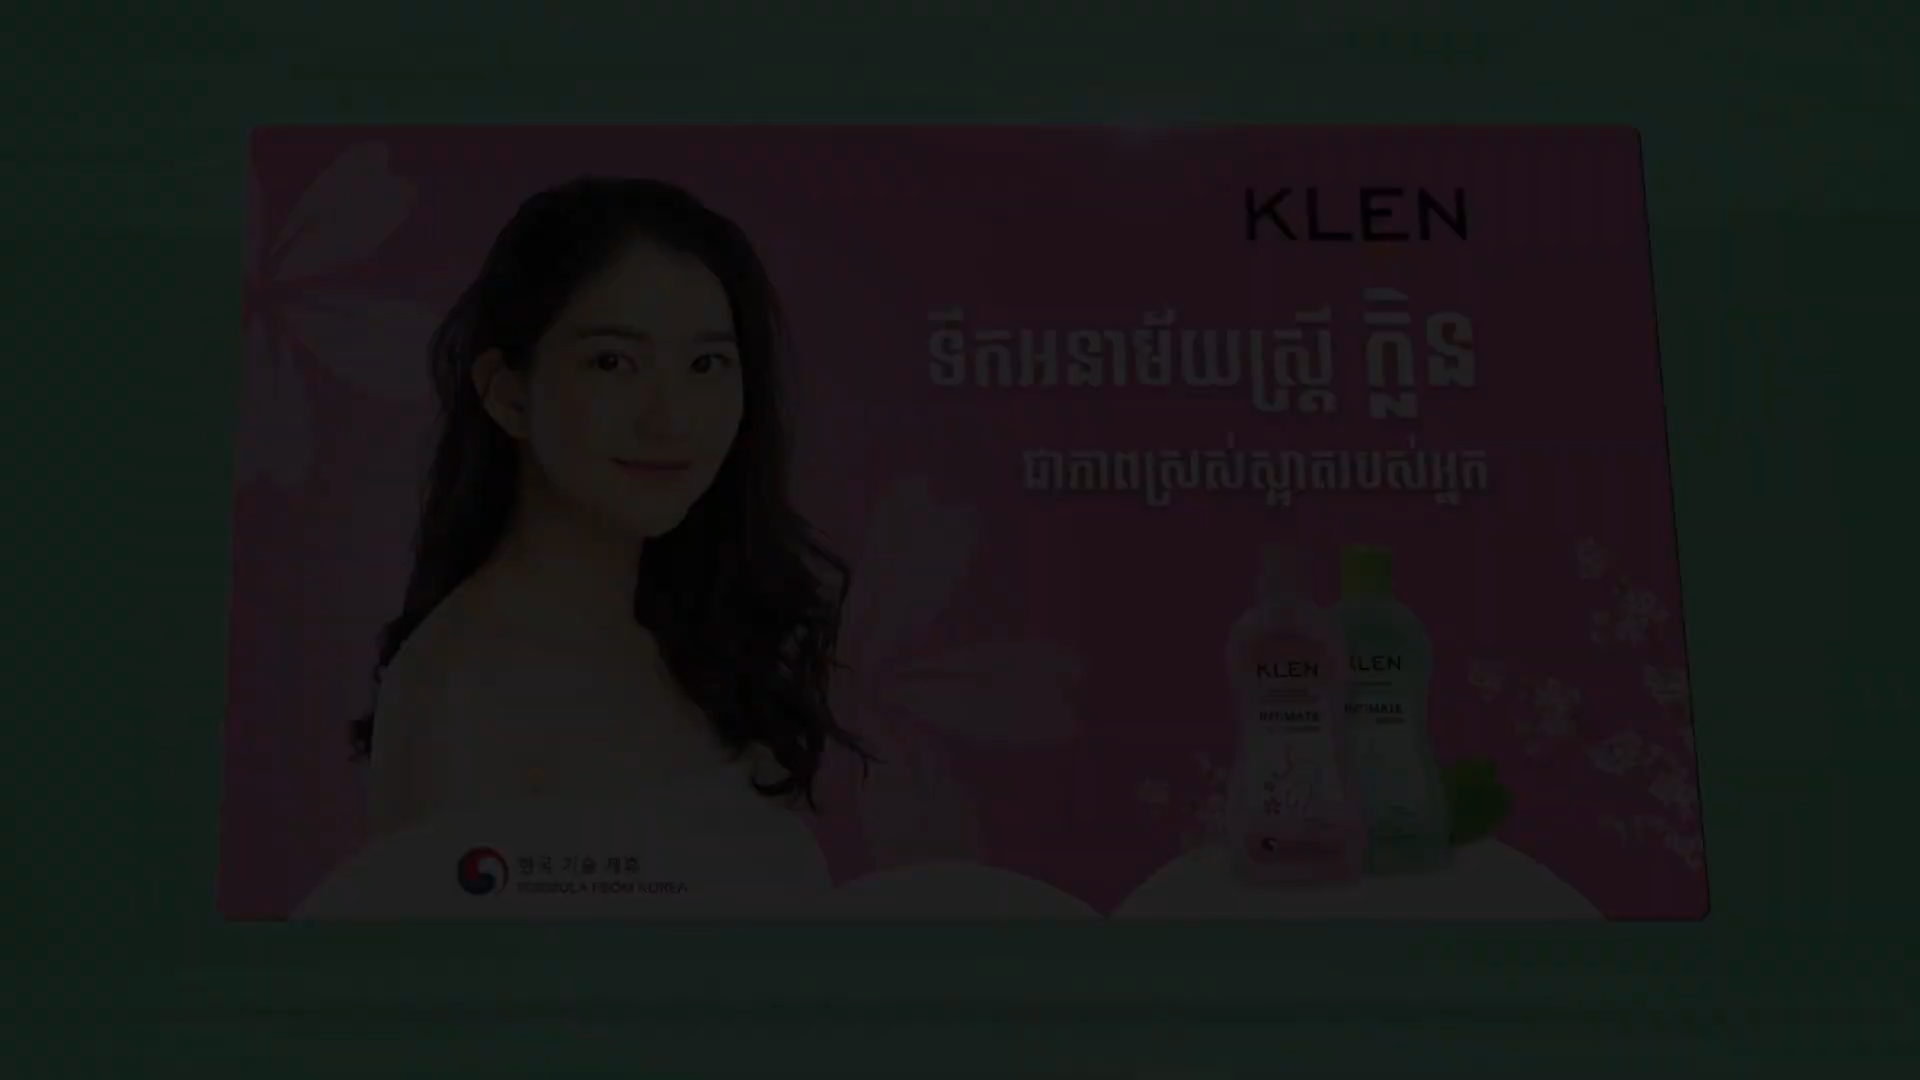 KLEN
ទឹកអនាម័យស្ត្រី ក្លិន
ជាភាពស្រស់ស្អាតរបស់អ្នក
KLEN
INTIMATE
KLEN
INTIMATE
한국 기술 제휴
FORMULA FROM KOREA